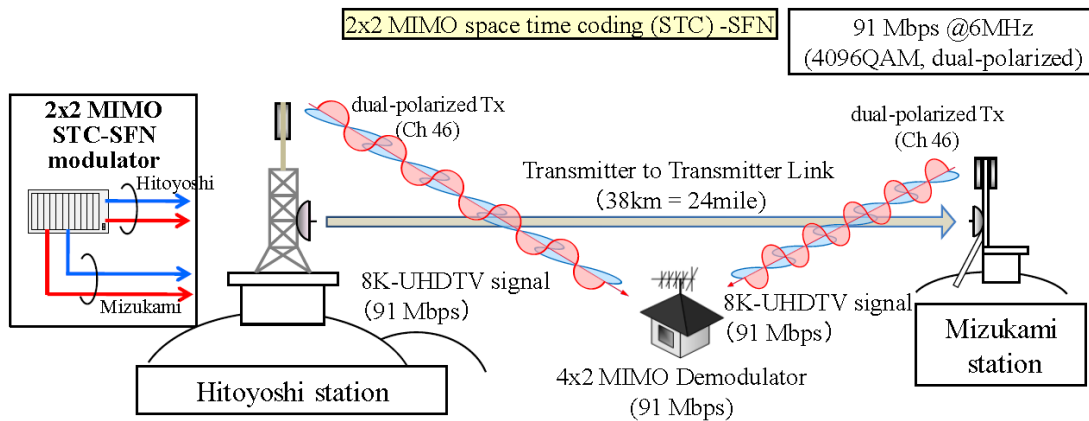 2x2 MIMO space time coding (STC) -SFN
91 Mbps @6MHz
(4096QAM, dual-polarized)
2x2 MIMO
STC-SFN
modulator
Hitoyoshi
Mizukami
dual-polarized Tx
(Ch 46)
dual-polarized Tx
(Ch 46)
Transmitter to Transmitter Link
(38km = 24mile)
8K-UHDTV signal
(91 Mbps)
8K-UHDTV signal
(91 Mbps)
4x2 MIMO Demodulator
(91 Mbps)
Hitoyoshi station
Mizukami
station